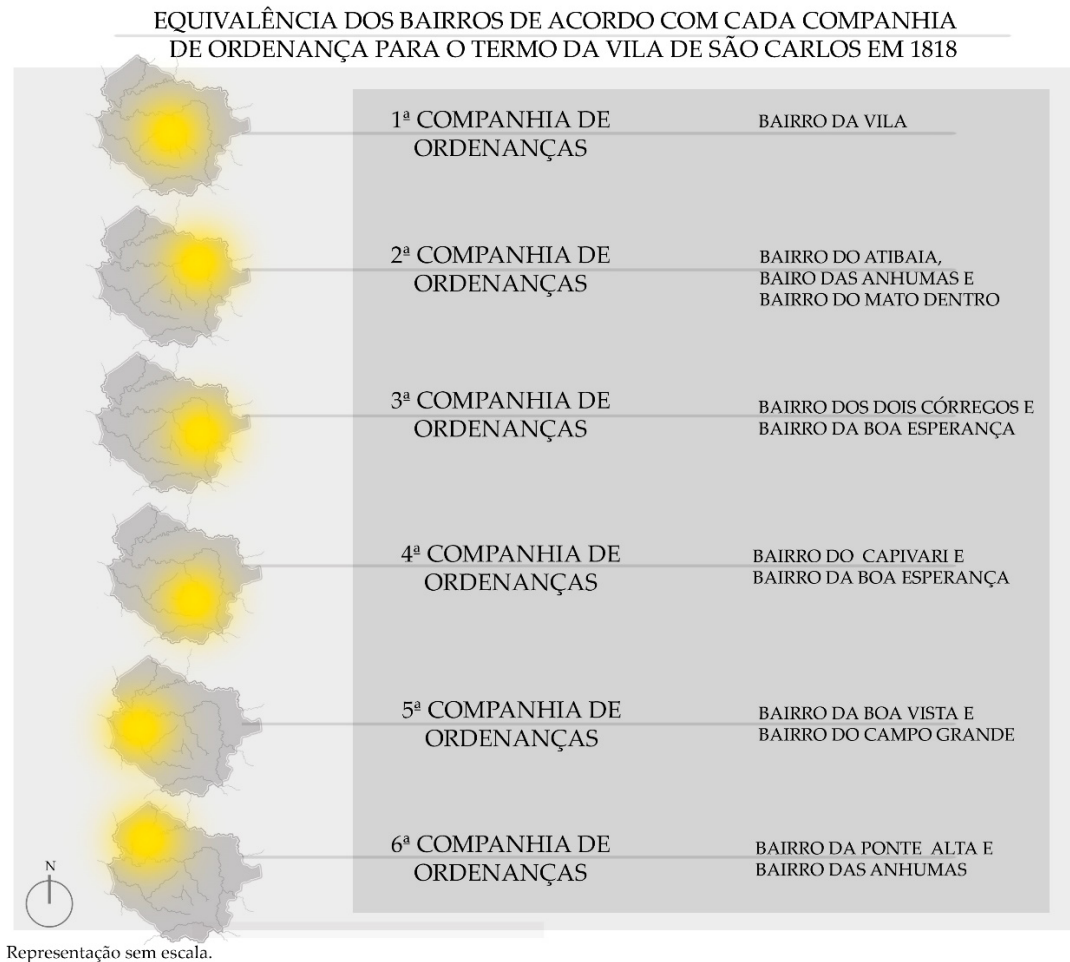 EQUIVALÊNCIA DOS BAIRROS DE ACORDO COM CADA COMPANHIA
DE ORDENANÇA PARA O TERMO DA VILA DE SÃO CARLOS EM 1818
1ª COMPANHIA DE
ORDENANÇAS
BAIRRO DA VILA
2ª COMPANHIA DE
ORDENANÇAS
BAIRRO DO ATIBAIA,
BAIRO DAS ANHUMAS E
BAIRRO DO MATO DENTRO
3ª COMPANHIA DE
ORDENANÇAS
BAIRRO DOS DOIS CÓRREGOS E
BAIRRO DA BOA ESPERANÇA
4ª COMPANHIA DE
ORDENANÇAS
BAIRRO DO CAPIVARI E
BAIRRO DA BOA ESPERANÇA
5ª COMPANHIA DE
ORDENANÇAS
BAIRRO DA BOA VISTA E
BAIRRO DO CAMPO GRANDE
6ª COMPANHIA DE
ORDENANÇAS
BAIRRO DA PONTE ALTA E
BAIRRO DAS ANHUMAS
N
Representação sem escala.